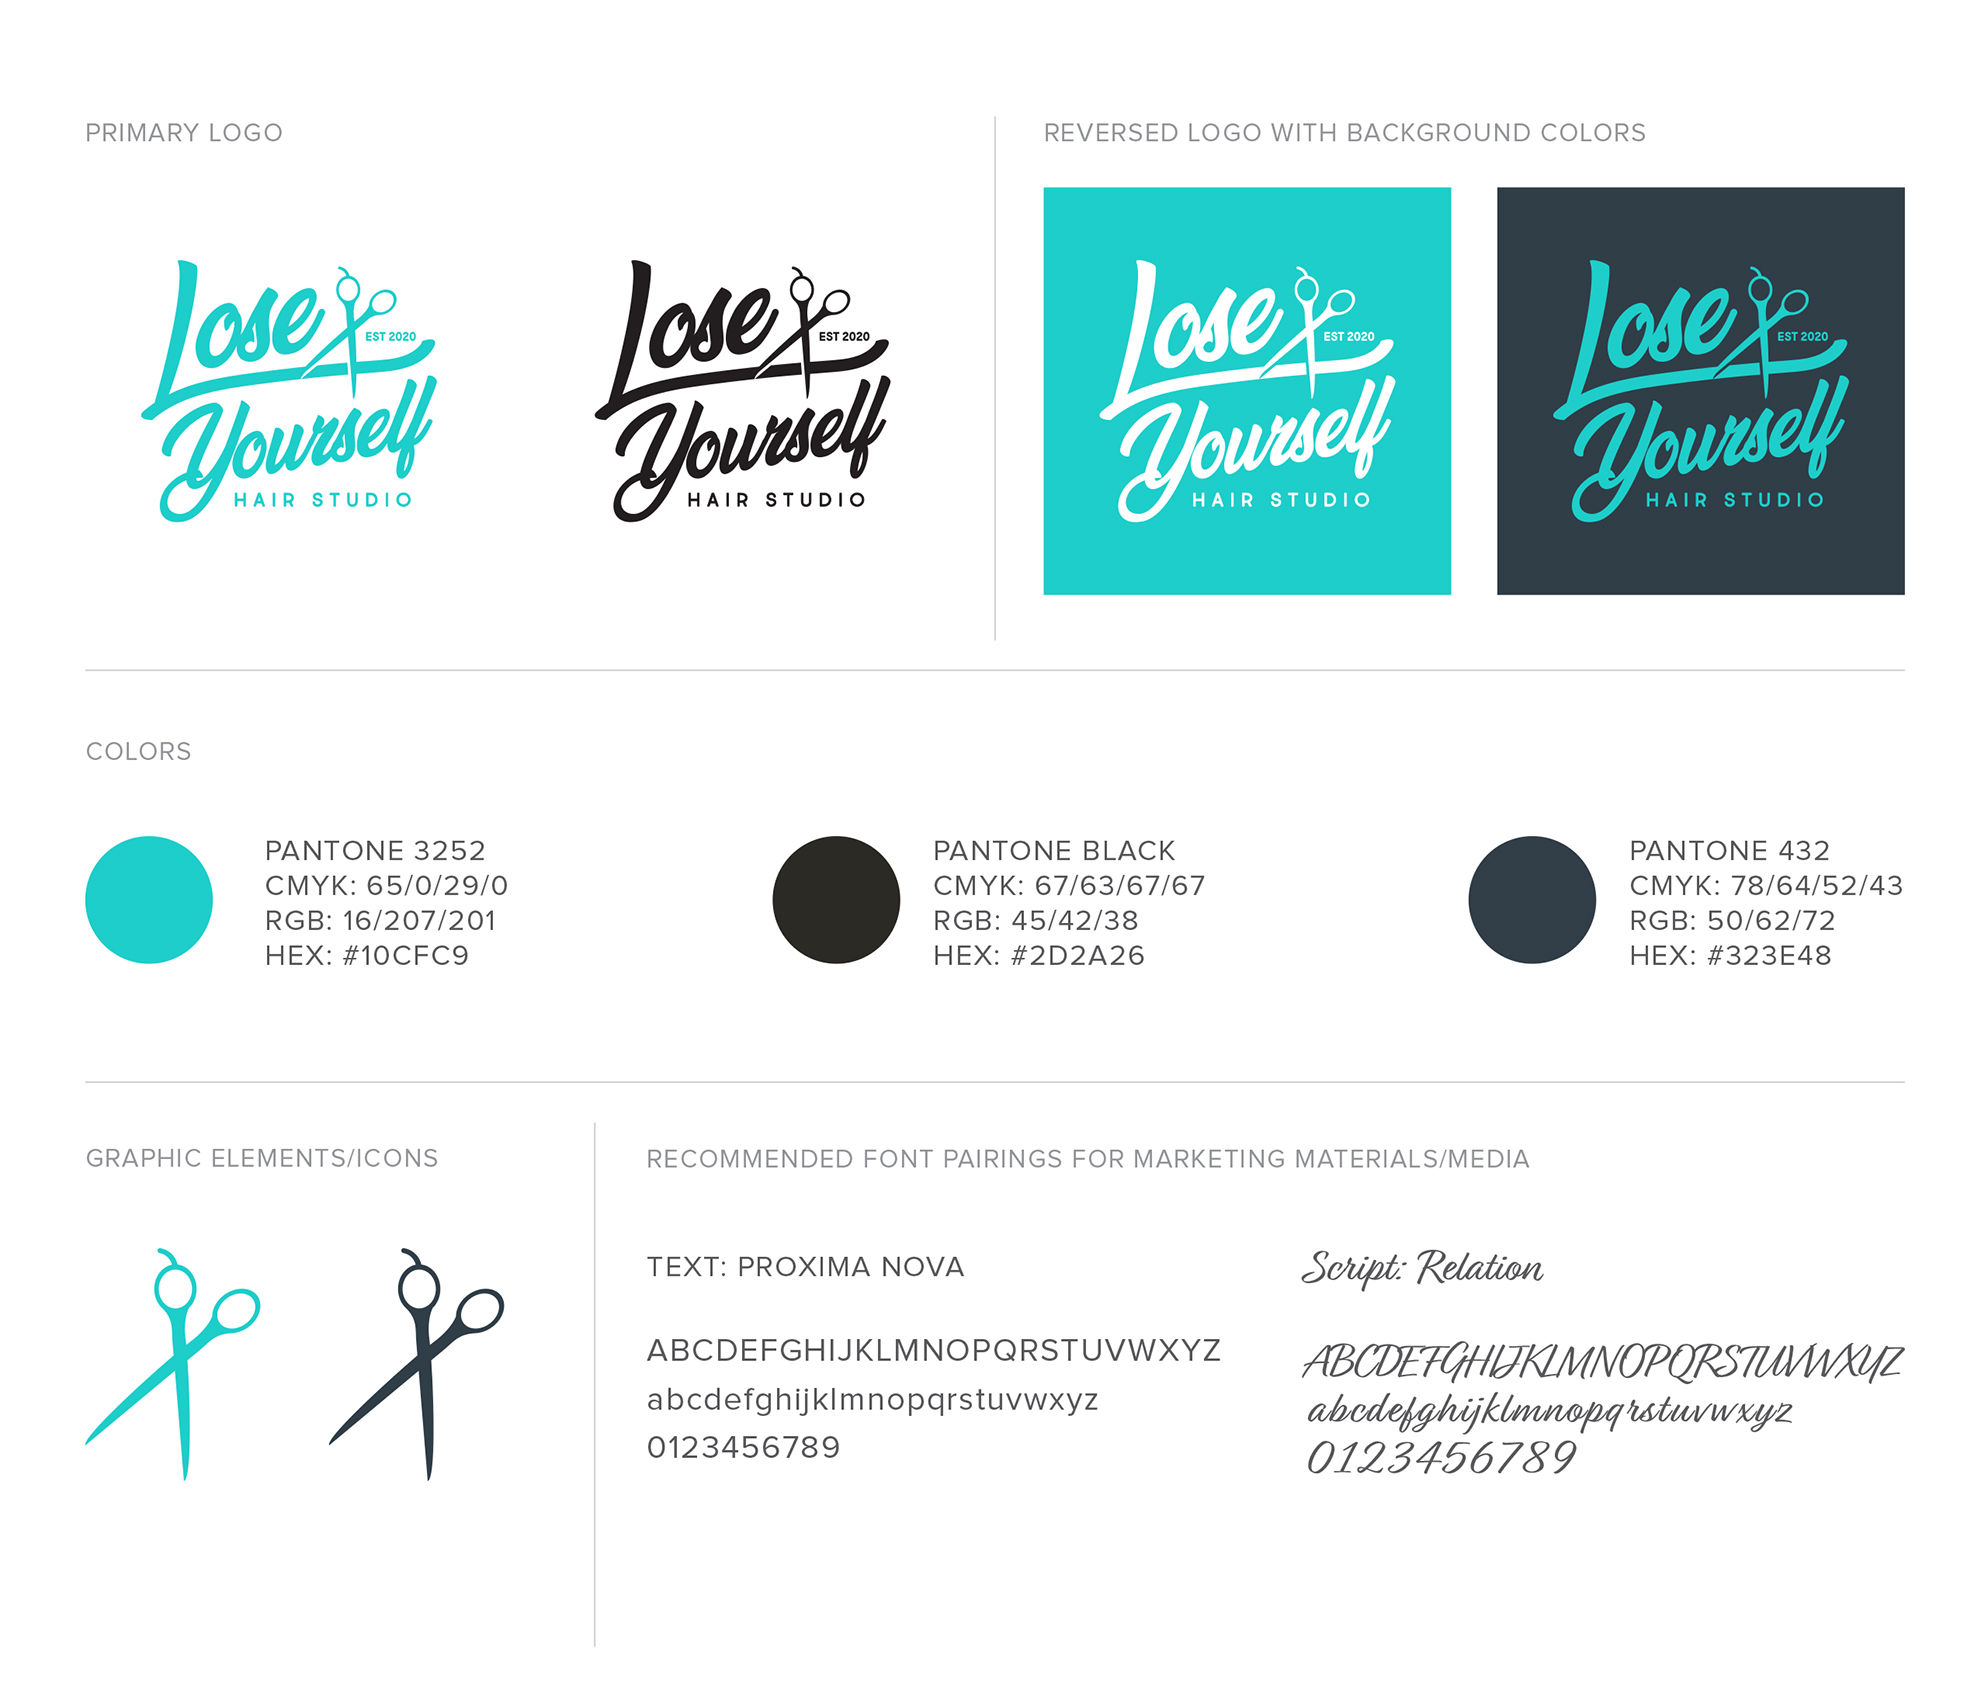 PRIMARY LOGO
Lose
EST 2020
Yourself
HAIR STUDIO
Lose
EST 2020
Yourself
HAIR STUDIO
REVERSED LOGO WITH BACKGROUND COLORS
Lose
EST 2020
Yourself
HAIR STUDIO
Lose
EST 2020
Yourself
HAIR STUDIO
COLORS
PANTONE 3252
CMYK: 65/0/29/0
RGB: 16/207/201
HEX: #10CFC9
PANTONE BLACK
CMYK: 67/63/67/67
RGB: 45/42/38
HEX: #2D2A26
PANTONE 432
CMYK: 78/64/52/43
RGB: 50/62/72
HEX: #323E48
GRAPHIC ELEMENTS/ICONS
RECOMMENDED FONT PAIRINGS FOR MARKETING MATERIALS/MEDIA
TEXT: PROXIMA NOVA
ABCDEFGHIJKLMNOPQRSTUVWXYZ
abcdefghijklmnopqrstuvwxyz
0123456789
Script: Relation
ABCDEFGHIJKLMNOPQRSTUVWXYZ
abcdefghijklmnopqrstuvwxyz
0123456789